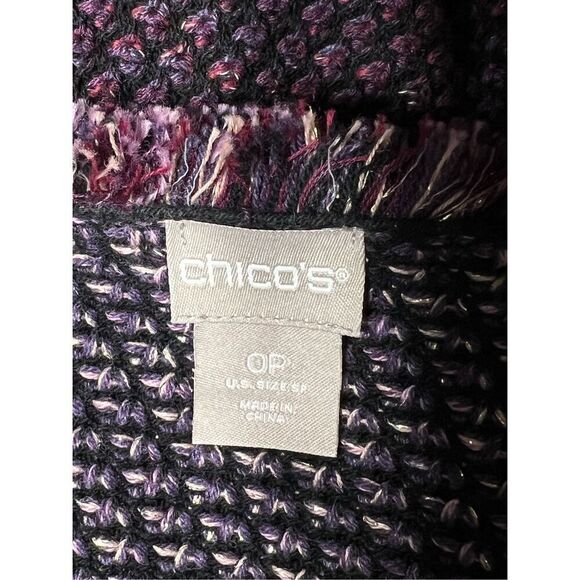 chico's®
0P
U.S. SIZE SP
MADE IN
CHINA